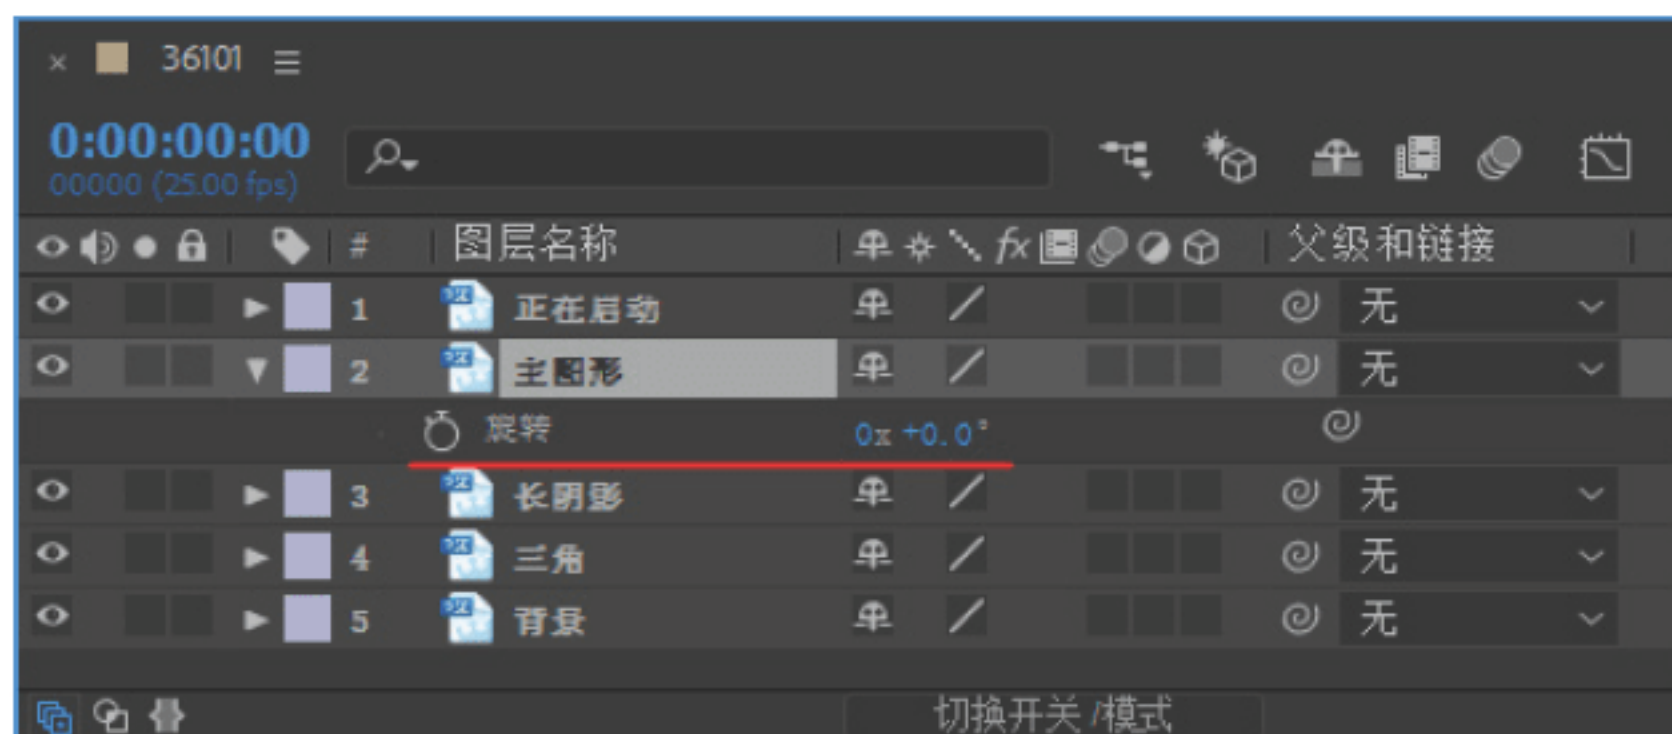 36101
0:00:00:00
00000 (25.00 fps)
# 图层名称 fx 父级和链接
1 正在启动 无
2 主图形 无
旋转 0x +0.0°
3 长阴影 无
4 三角 无
5 背景 无
切换开关 /模式